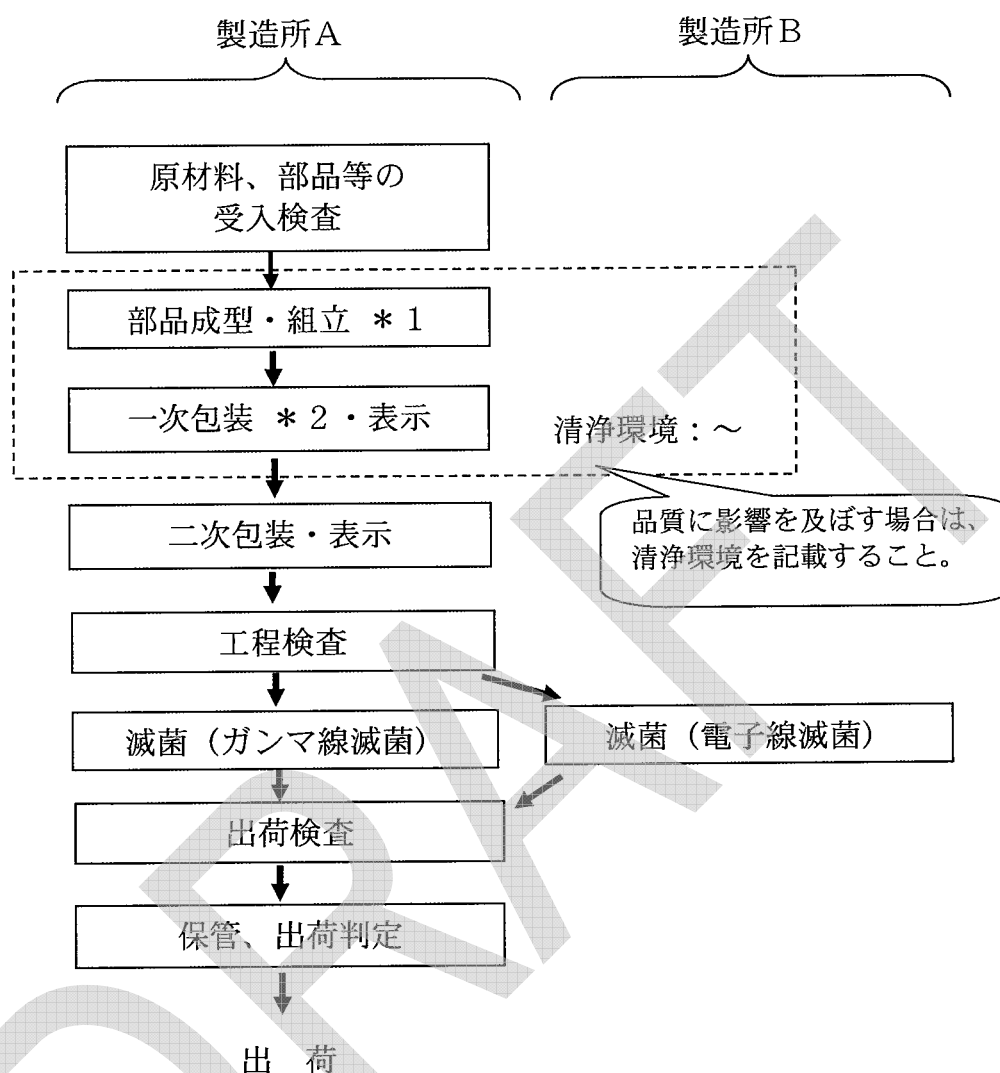 製造所A
製造所B
原材料、部品等の
受入検査
部品成型・組立 *1
一次包装 *2・表示
清浄環境:~
品質に影響を及ぼす場合は、
清浄環境を記載すること。
二次包装・表示
工程検査
滅菌(ガンマ線滅菌)
滅菌(電子線滅菌)
出荷検査
保管、出荷判定
出 荷
DRAFT